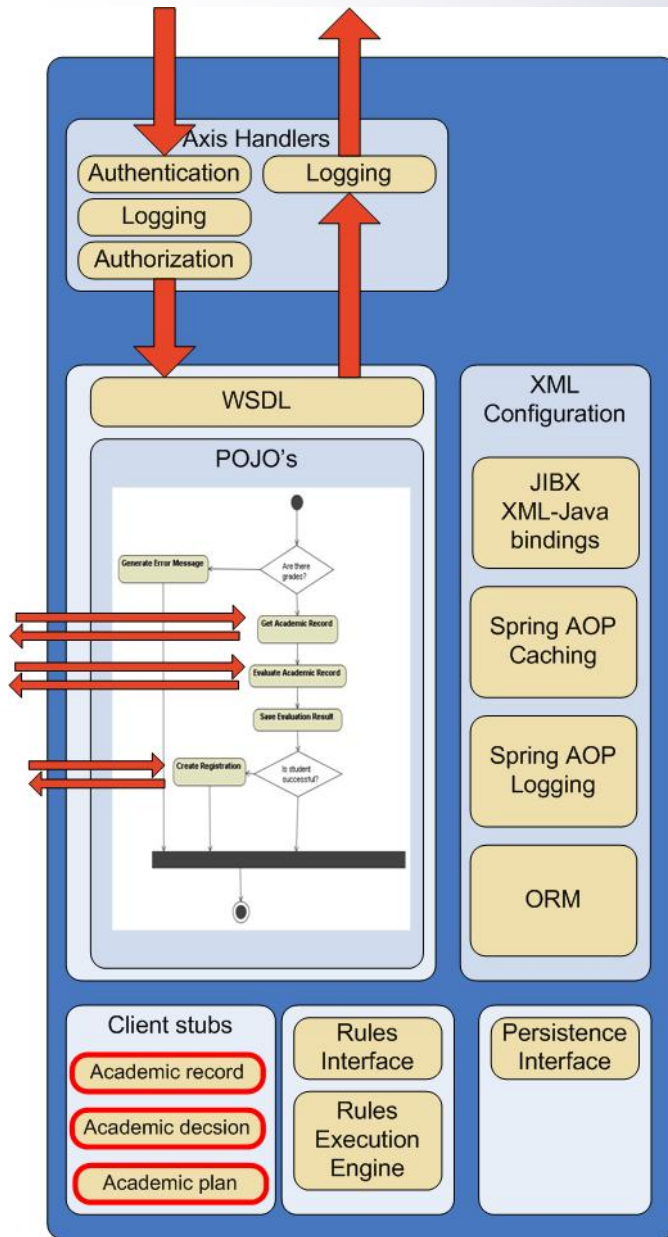 Axis Handlers
Authentication
Logging
Logging
Authorization
WSDL
POJO's
Are there
grades?
Generate Error Message
Get Academic Record
Evaluate Academic Record
Save Evaluation Result
Create Registration
Is student
successful?
XML
Configuration
JIBX
XML-Java
bindings
Spring AOP
Caching
Spring AOP
Logging
ORM
Client stubs
Academic record
Academic decsion
Academic plan
Rules
Interface
Rules
Execution
Engine
Persistence
Interface